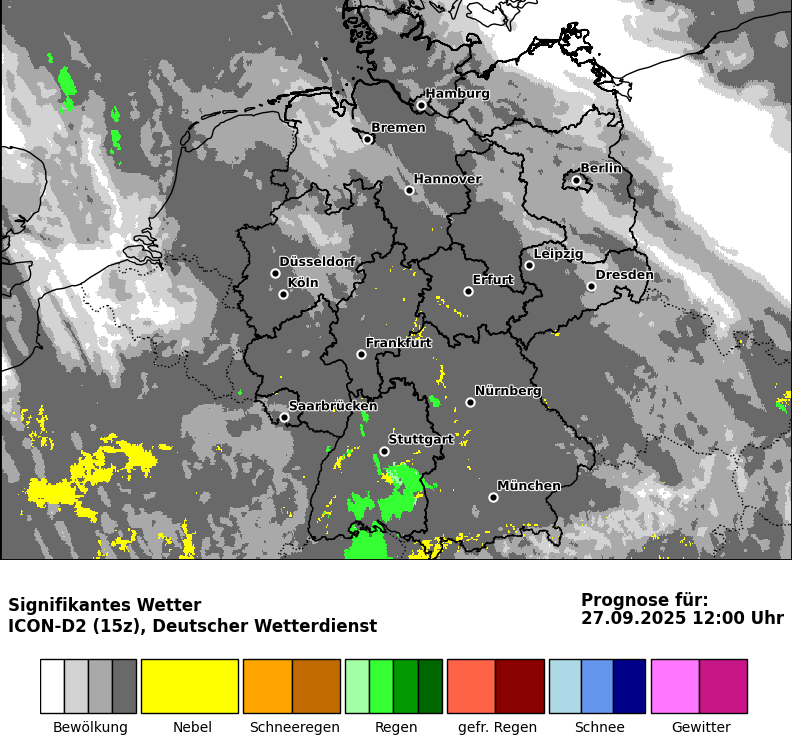 Hamburg
Bremen
Berlin
Hannover
Düsseldorf
Leipzig
Köln
Erfurt
Dresden
Frankfurt
Nürnberg
Saarbrücken
Stuttgart
München
Signifikantes Wetter
ICON-D2 (15z), Deutscher Wetterdienst
Prognose für:
27.09.2025 12:00 Uhr
Bewölkung
Nebel
Schneeregen
Regen
gefr. Regen
Schnee
Gewitter